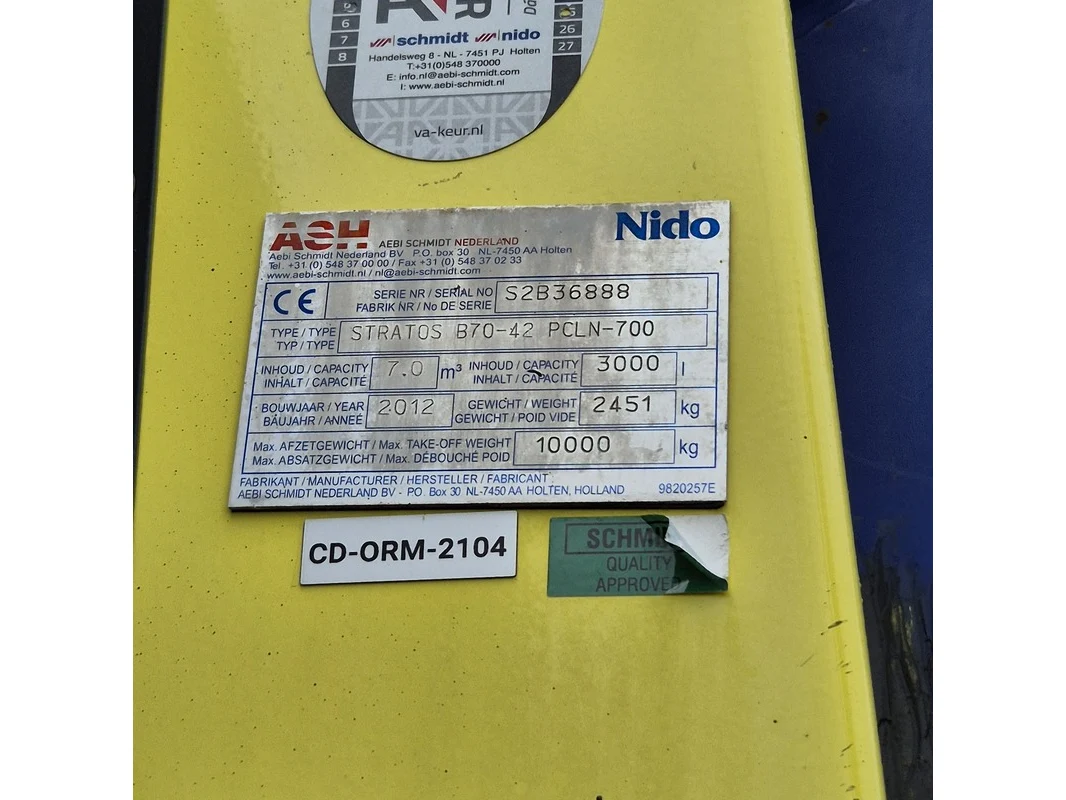 5
6
7
8
26
27
schmidt nido
Handelsweg 8 - NL - 7451 PJ Holten
T:+31(0)548 370000
E: info.nl@aebi-schmidt.com
I: www.aebi-schmidt.com
va-keur.nl
ASH AEBI SCHMIDT NEDERLAND Nido
Aebi Schmidt Nederland BV P.O. box 30 NL-7450 AA Holten
Tel. +31 (0) 548 37 00 00 / Fax +31 (0) 548 37 02 33
www.aebi-schmidt.nl / nl@aebi-schmidt.com
CE SERIE NR / SERIAL NO S2B36888
FABRIK NR / No DE SERIE
TYPE / TYPE STRATOS B70-42 PCLN-700
TYP / TYPE
INHOUD / CAPACITY 7.0 m³ INHOUD / CAPACITY 3000 l
INHALT / CAPACITÉ INHALT / CAPACITÉ
BOUWJAAR / YEAR 2012 GEWICHT / WEIGHT 2451 kg
BAUJAHR / ANNEÉ GEWICHT / POID VIDE
Max. AFZETGEWICHT / Max. TAKE-OFF WEIGHT 10000 kg
Max. ABSATZGEWICHT / Max. DÉBOUCHÉ POID
FABRIKANT / MANUFACTURER / HERSTELLER / FABRICANT
AEBI SCHMIDT NEDERLAND BV - PO. Box 30 NL-7450 AA HOLTEN, HOLLAND 9820257E
CD-ORM-2104
SCHMI
QUALITY
APPROVED